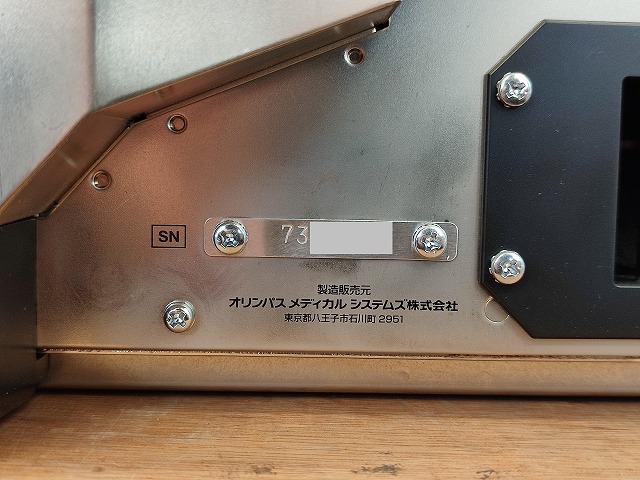 SN 73
製造販売元
オリンパス メディカル システムズ株式会社
東京都八王子市石川町 2951